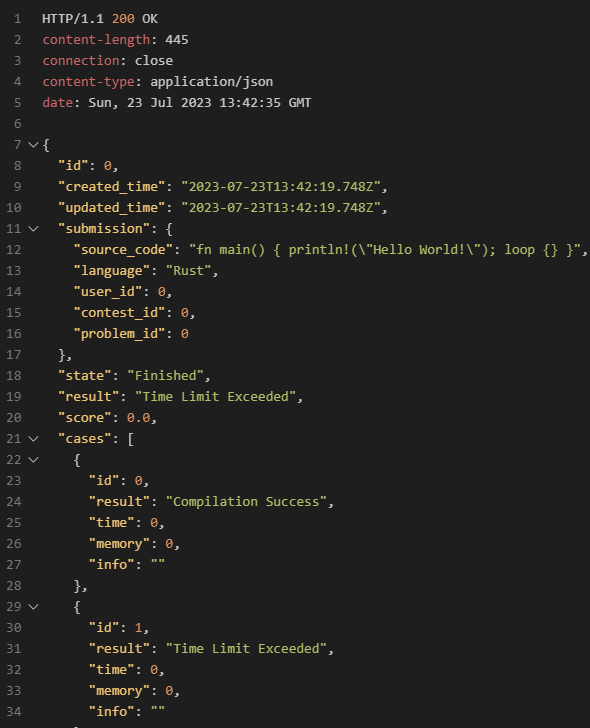 1 HTTP/1.1 200 OK
2 content-length: 445
3 connection: close
4 content-type: application/json
5 date: Sun, 23 Jul 2023 13:42:35 GMT
6
7 {
8 "id": 0,
9 "created_time": "2023-07-23T13:42:19.748Z",
10 "updated_time": "2023-07-23T13:42:19.748Z",
11 "submission": {
12 "source_code": "fn main() { println!(\"Hello World!\"); loop {} }",
13 "language": "Rust",
14 "user_id": 0,
15 "contest_id": 0,
16 "problem_id": 0
17 },
18 "state": "Finished",
19 "result": "Time Limit Exceeded",
20 "score": 0.0,
21 "cases": [
22 {
23 "id": 0,
24 "result": "Compilation Success",
25 "time": 0,
26 "memory": 0,
27 "info": ""
28 },
29 {
30 "id": 1,
31 "result": "Time Limit Exceeded",
32 "time": 0,
33 "memory": 0,
34 "info": ""